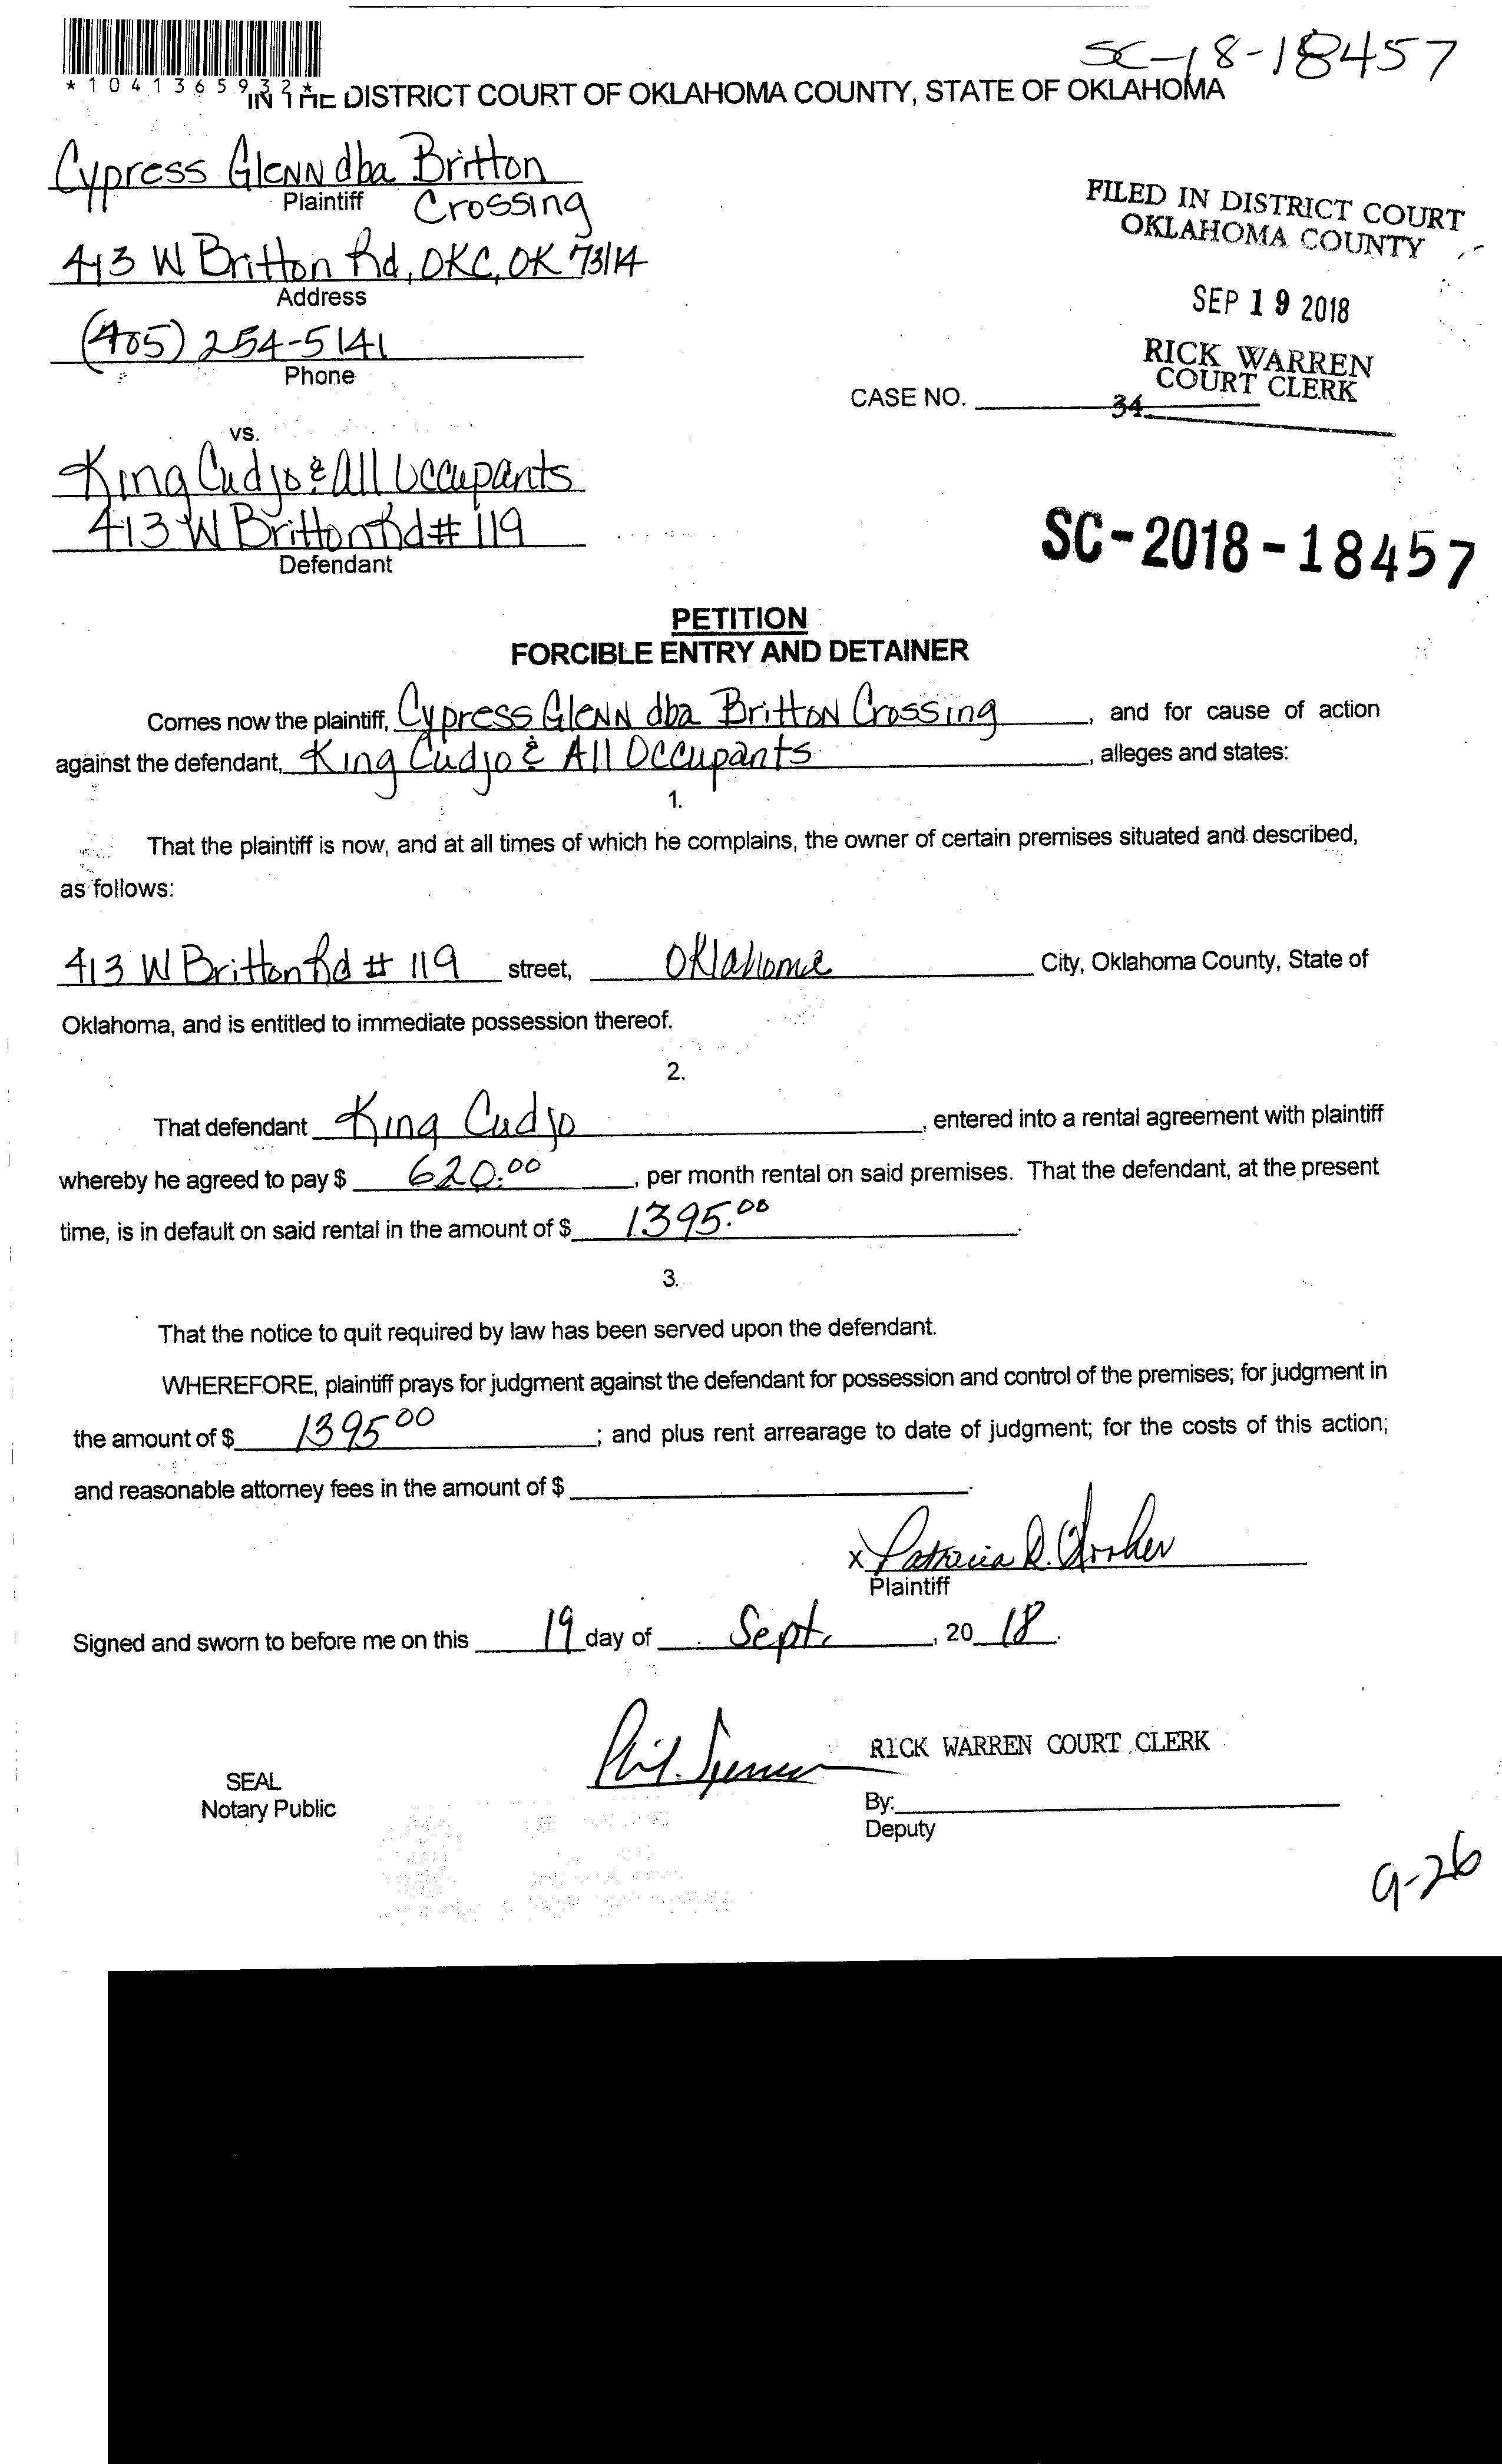 SC-18-18457
*1041365932*
IN THE DISTRICT COURT OF OKLAHOMA COUNTY, STATE OF OKLAHOMA
Cypress Glenn dba Britton
Plaintiff Crossing
413 W Britton Rd, OKC, OK 73114
Address
(405) 254-5141
Phone
FILED IN DISTRICT COURT
OKLAHOMA COUNTY
SEP 19 2018
RICK WARREN
COURT CLERK
CASE NO.
34
vs.
King Cudjo & All Occupants
413 W Britton Rd # 119
Defendant
SC-2018-18457
PETITION
FORCIBLE ENTRY AND DETAINER
Comes now the plaintiff, Cypress Glenn dba Britton Crossing, and for cause of action
against the defendant, King Cudjo & All Occupants, alleges and states:
1.
That the plaintiff is now, and at all times of which he complains, the owner of certain premises situated and described,
as follows:
413 W Britton Rd # 119 street, Oklahoma City, Oklahoma County, State of
Oklahoma, and is entitled to immediate possession thereof.
2.
That defendant King Cudjo, entered into a rental agreement with plaintiff
whereby he agreed to pay $ 620.00, per month rental on said premises. That the defendant, at the present
time, is in default on said rental in the amount of $ 1395.00.
3.
That the notice to quit required by law has been served upon the defendant.
WHEREFORE, plaintiff prays for judgment against the defendant for possession and control of the premises; for judgment in
the amount of $ 1395 00; and plus rent arrearage to date of judgment; for the costs of this action;
and reasonable attorney fees in the amount of $ .
x Patricia R.
Plaintiff
Signed and sworn to before me on this 19 day of Sept., 20 18.
Phil Spencer
RICK WARREN COURT CLERK
SEAL
Notary Public
By:
Deputy
9-26